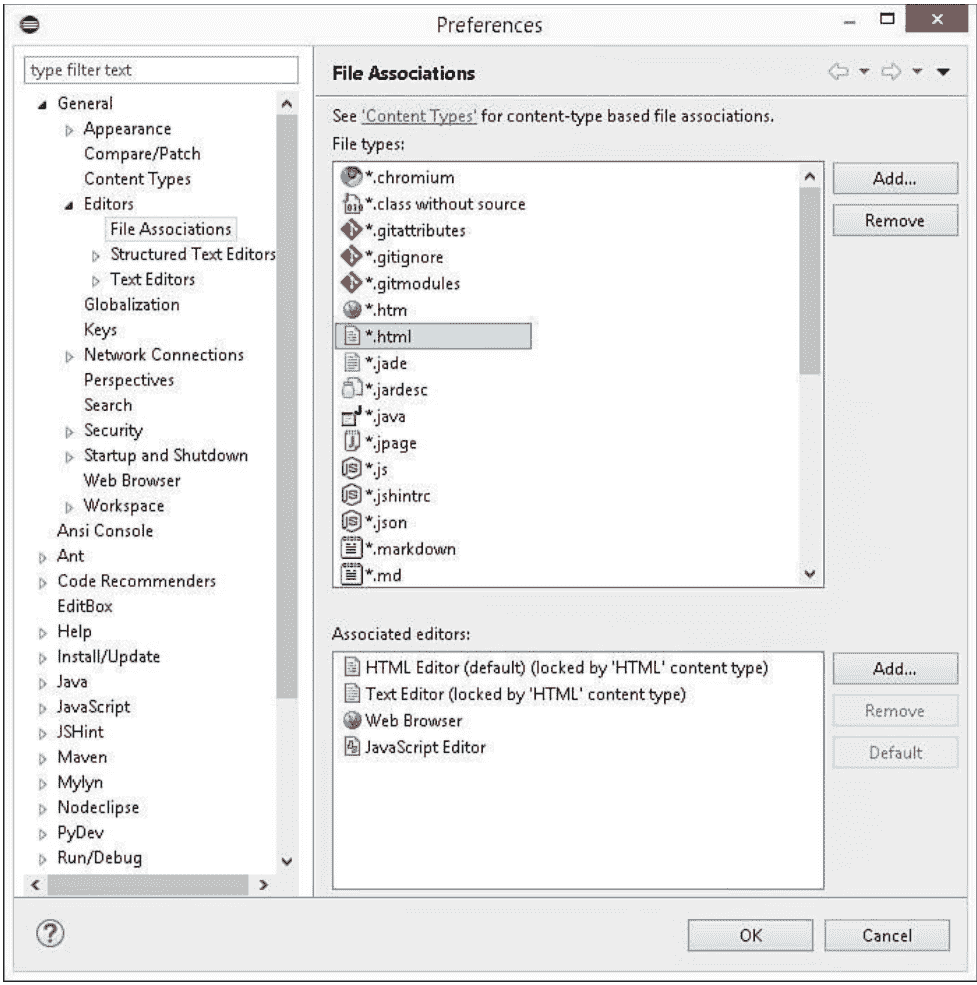 Preferences
type filter text
General
Appearance
Compare/Patch
Content Types
Editors
File Associations
Structured Text Editors
Text Editors
Globalization
Keys
Network Connections
Perspectives
Search
Security
Startup and Shutdown
Web Browser
Workspace
Ansi Console
Ant
Code Recommenders
EditBox
Help
Install/Update
Java
JavaScript
JSHint
Maven
Mylyn
Nodeclipse
PyDev
Run/Debug
File Associations
See 'Content Types' for content-type based file associations.
File types:
*.chromium
*.class without source
*.gitattributes
*.gitignore
*.gitmodules
*.htm
*.html
*.jade
*.jardesc
*.java
*.jpage
*.js
*.jshintrc
*.json
*.markdown
*.md
Add...
Remove
Associated editors:
HTML Editor (default) (locked by 'HTML' content type)
Text Editor (locked by 'HTML' content type)
Web Browser
JavaScript Editor
Add...
Remove
Default
?
OK
Cancel